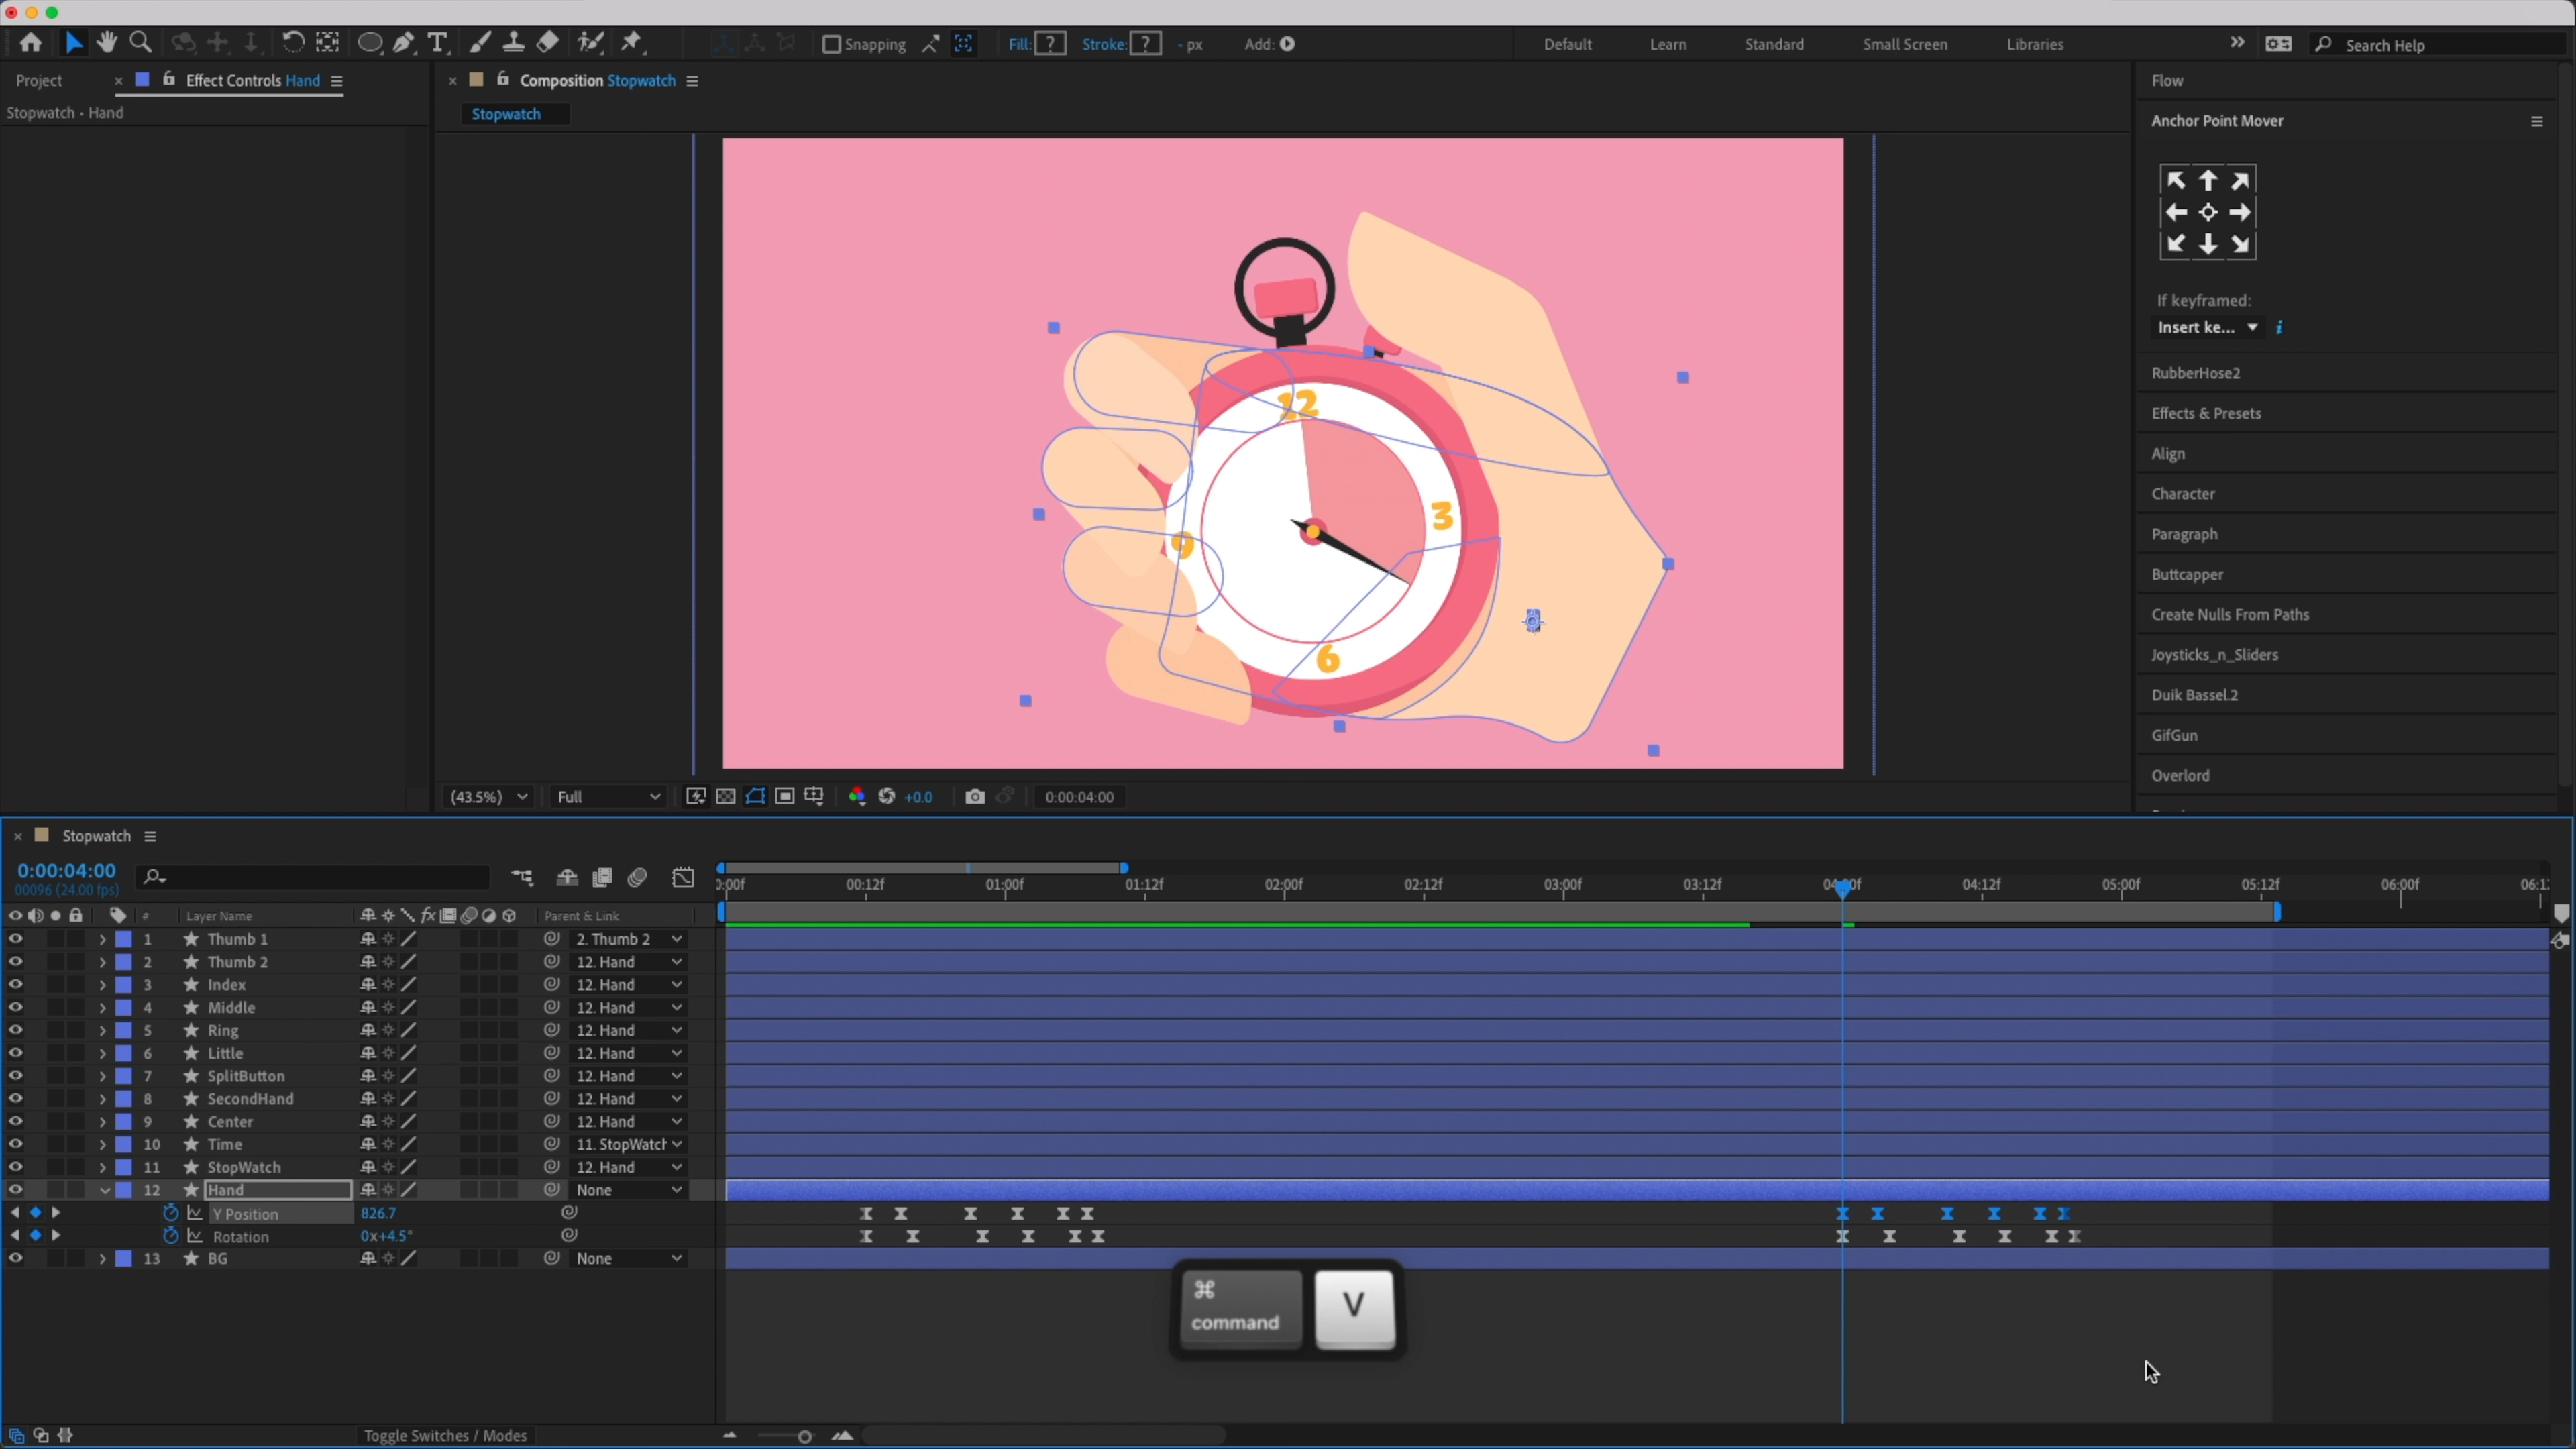 Snapping
Fill: ?
Stroke: ?
- px
Add:
Default
Learn
Standard
Small Screen
Libraries
Search Help
Project
Effect Controls Hand
Composition Stopwatch
Flow
Stopwatch • Hand
Stopwatch
Anchor Point Mover
If keyframed:
Insert ke...
RubberHose2
Effects & Presets
Align
Character
Paragraph
Buttcapper
Create Nulls From Paths
Joysticks_n_Sliders
Duik Bassel.2
GifGun
Overlord
12
3
6
9
(43.5%)
Full
+0.0
0:00:04:00
Stopwatch
0:00:04:00
00096 (24.00 fps)
0:00f
00:12f
01:00f
01:12f
02:00f
02:12f
03:00f
03:12f
04:00f
04:12f
05:00f
05:12f
06:00f
06:12
#
Layer Name
fx
Parent & Link
1 Thumb 1 2. Thumb 2
2 Thumb 2 12. Hand
3 Index 12. Hand
4 Middle 12. Hand
5 Ring 12. Hand
6 Little 12. Hand
7 SplitButton 12. Hand
8 SecondHand 12. Hand
9 Center 12. Hand
10 Time 11. StopWatch
11 StopWatch 12. Hand
12 Hand None
Y Position 826.7
Rotation 0x+4.5°
13 BG None
⌘
command
V
Toggle Switches / Modes